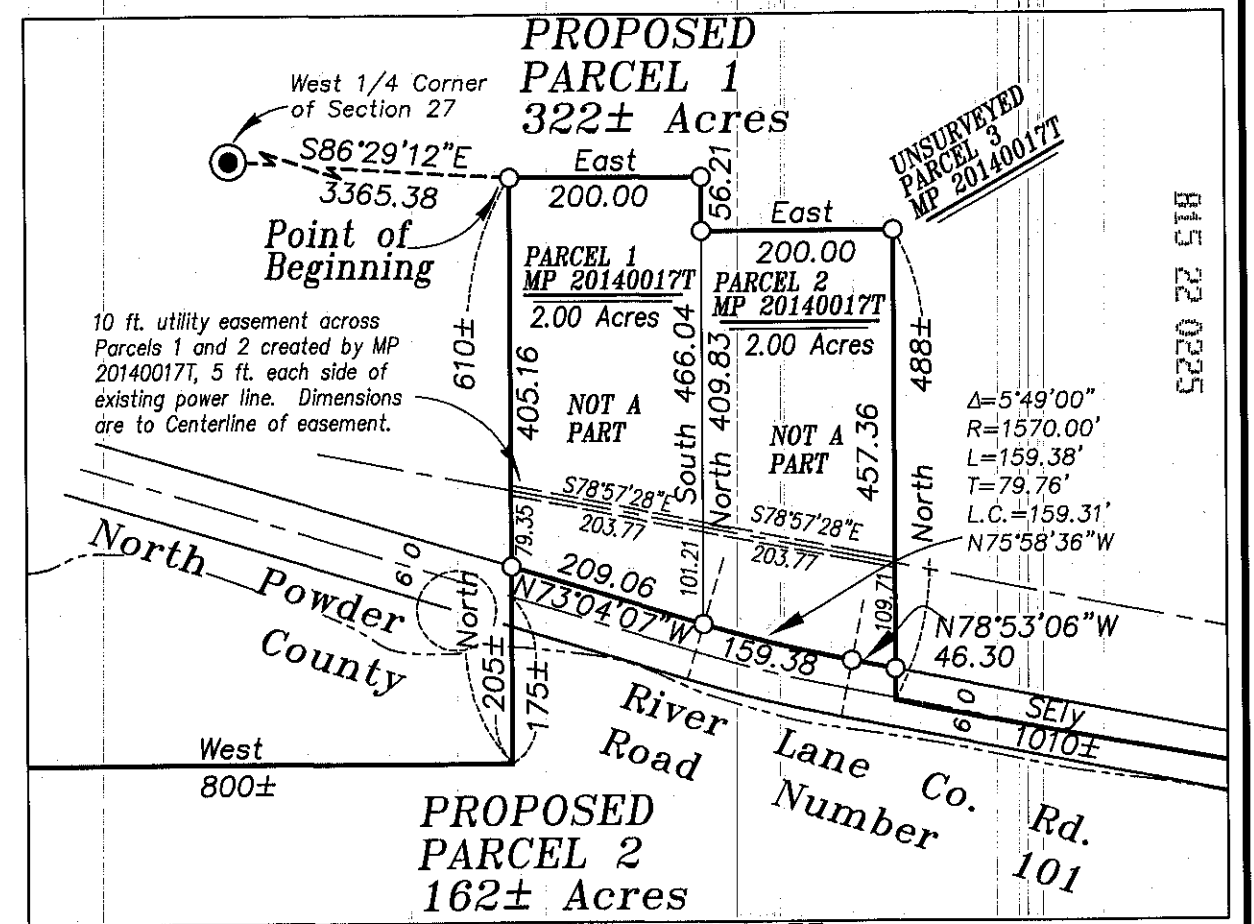 PROPOSED
PARCEL 1
322± Acres
West 1/4 Corner
of Section 27
S86°29'12"E
3365.38
Point of
Beginning
East
200.00
56.21
East
200.00
UNSURVEYED
PARCEL 3
MP 20140017T
815 22 0225
PARCEL 1
MP 20140017T
2.00 Acres
PARCEL 2
MP 20140017T
2.00 Acres
10 ft. utility easement across
Parcels 1 and 2 created by MP
20140017T, 5 ft. each side of
existing power line. Dimensions
are to Centerline of easement.
610±
405.16
NOT A
PART
South 466.04
North 409.83
NOT A
PART
457.36
488±
North
Δ=5°49'00"
R=1570.00'
L=159.38'
T=79.76'
L.C.=159.31'
N75°58'36"W
S78°57'28"E
203.77
S78°57'28"E
203.77
79.35
101.21
109.71
209.06
N73°04'07"W
159.38
N78°53'06"W
46.30
60
North
205±
175±
60
SEly
1010±
North Powder River Lane Co. Rd.
County Road Number 101
West
800±
PROPOSED
PARCEL 2
162± Acres